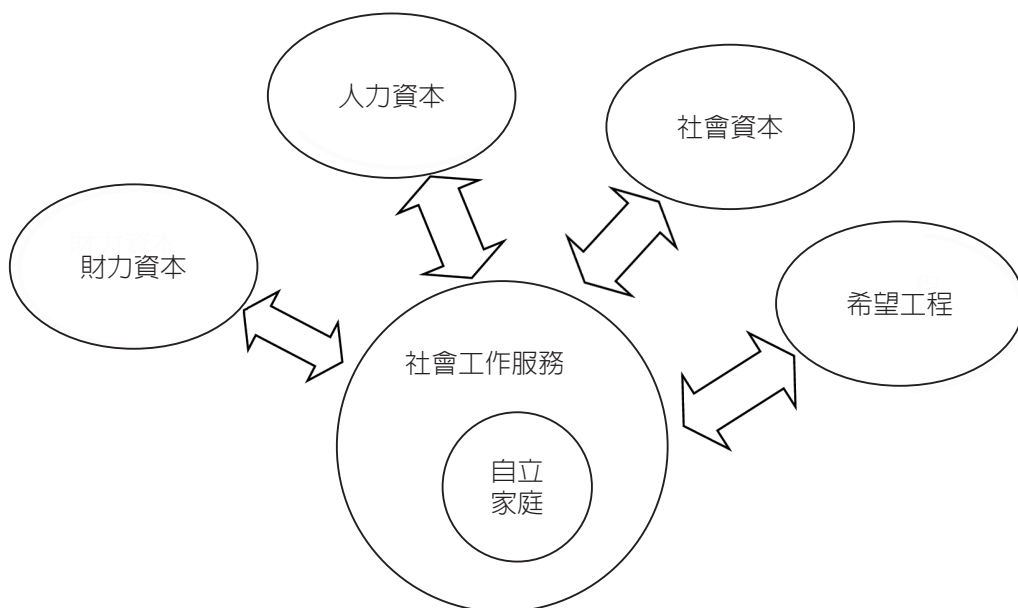 人力資本
社會資本
財力資本
希望工程
社會工作服務
自立
家庭